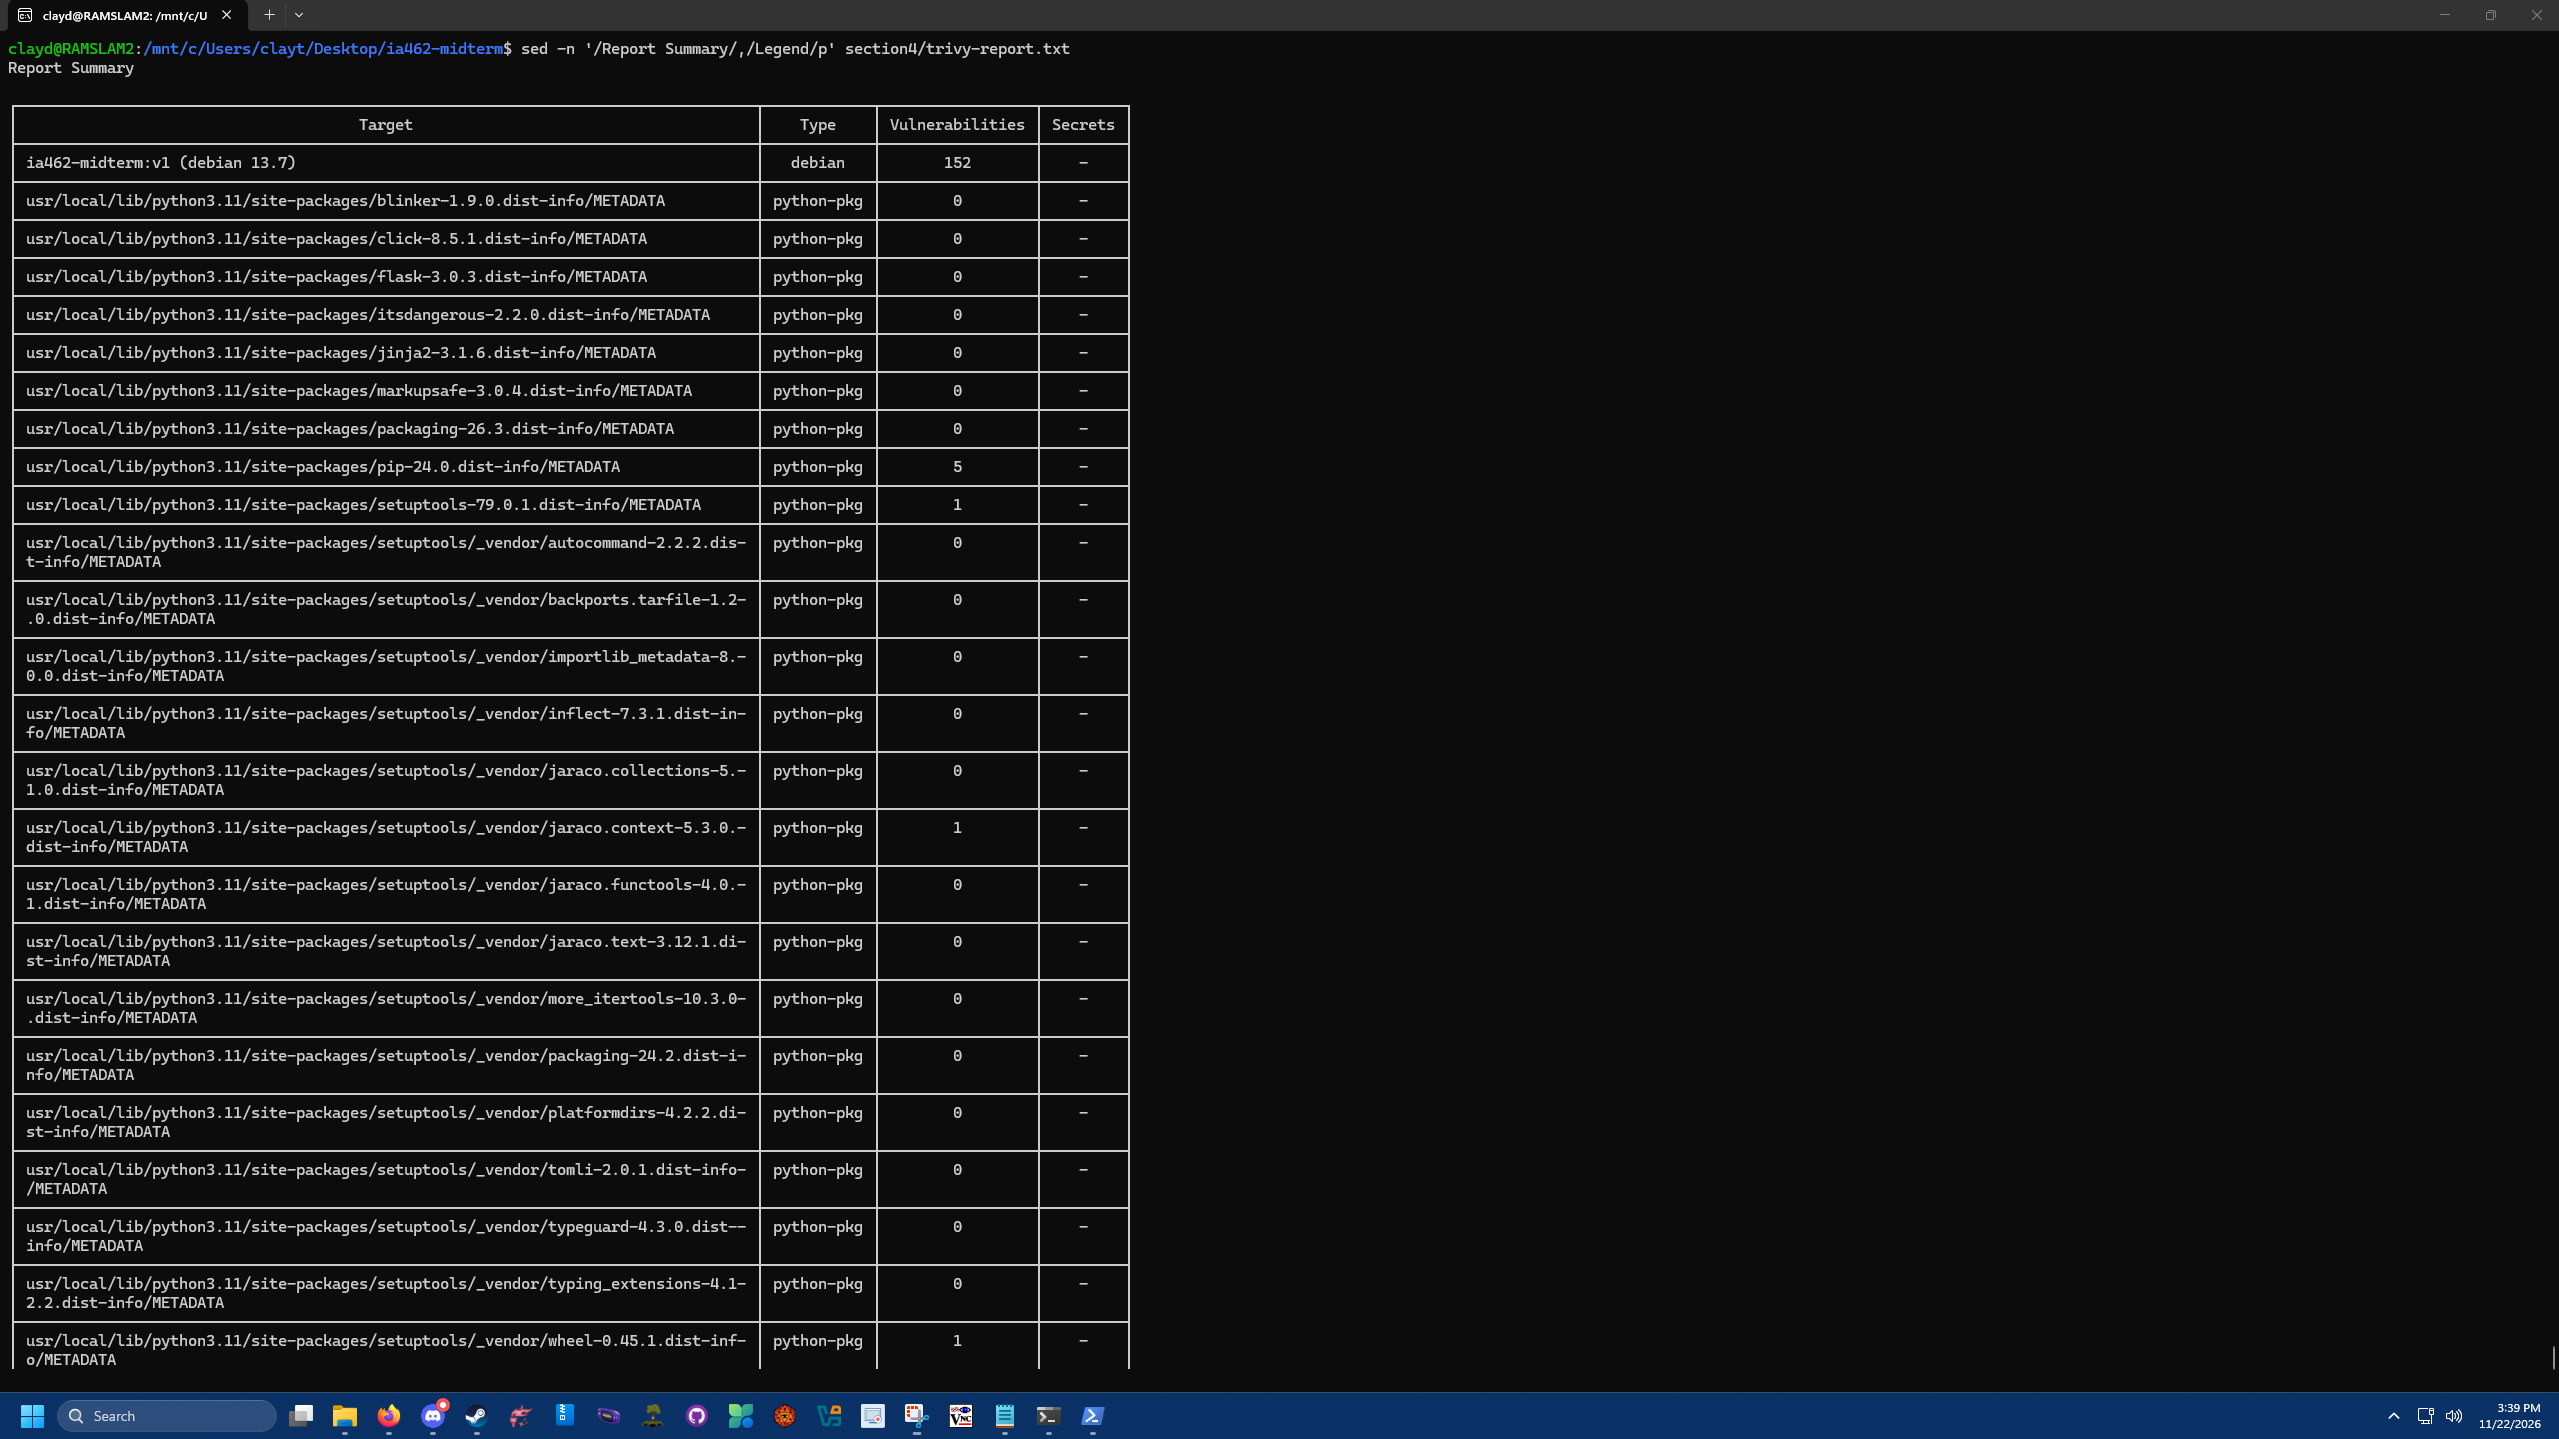 clayd@RAMSLAM2: /mnt/c/U
clayd@RAMSLAM2:/mnt/c/Users/clayt/Desktop/ia462-midterm$ sed -n '/Report Summary/,/Legend/p' section4/trivy-report.txt
Report Summary
Target Type Vulnerabilities Secrets
ia462-midterm:v1 (debian 13.7) debian 152 -
usr/local/lib/python3.11/site-packages/blinker-1.9.0.dist-info/METADATA python-pkg 0 -
usr/local/lib/python3.11/site-packages/click-8.5.1.dist-info/METADATA python-pkg 0 -
usr/local/lib/python3.11/site-packages/flask-3.0.3.dist-info/METADATA python-pkg 0 -
usr/local/lib/python3.11/site-packages/itsdangerous-2.2.0.dist-info/METADATA python-pkg 0 -
usr/local/lib/python3.11/site-packages/jinja2-3.1.6.dist-info/METADATA python-pkg 0 -
usr/local/lib/python3.11/site-packages/markupsafe-3.0.4.dist-info/METADATA python-pkg 0 -
usr/local/lib/python3.11/site-packages/packaging-26.3.dist-info/METADATA python-pkg 0 -
usr/local/lib/python3.11/site-packages/pip-24.0.dist-info/METADATA python-pkg 5 -
usr/local/lib/python3.11/site-packages/setuptools-79.0.1.dist-info/METADATA python-pkg 1 -
usr/local/lib/python3.11/site-packages/setuptools/_vendor/autocommand-2.2.2.dis- python-pkg 0 -
t-info/METADATA
usr/local/lib/python3.11/site-packages/setuptools/_vendor/backports.tarfile-1.2- python-pkg 0 -
.0.dist-info/METADATA
usr/local/lib/python3.11/site-packages/setuptools/_vendor/importlib_metadata-8.- python-pkg 0 -
0.0.dist-info/METADATA
usr/local/lib/python3.11/site-packages/setuptools/_vendor/inflect-7.3.1.dist-in- python-pkg 0 -
fo/METADATA
usr/local/lib/python3.11/site-packages/setuptools/_vendor/jaraco.collections-5.- python-pkg 0 -
1.0.dist-info/METADATA
usr/local/lib/python3.11/site-packages/setuptools/_vendor/jaraco.context-5.3.0.- python-pkg 1 -
dist-info/METADATA
usr/local/lib/python3.11/site-packages/setuptools/_vendor/jaraco.functools-4.0.- python-pkg 0 -
1.dist-info/METADATA
usr/local/lib/python3.11/site-packages/setuptools/_vendor/jaraco.text-3.12.1.di- python-pkg 0 -
st-info/METADATA
usr/local/lib/python3.11/site-packages/setuptools/_vendor/more_itertools-10.3.0- python-pkg 0 -
.dist-info/METADATA
usr/local/lib/python3.11/site-packages/setuptools/_vendor/packaging-24.2.dist-i- python-pkg 0 -
nfo/METADATA
usr/local/lib/python3.11/site-packages/setuptools/_vendor/platformdirs-4.2.2.di- python-pkg 0 -
st-info/METADATA
usr/local/lib/python3.11/site-packages/setuptools/_vendor/tomli-2.0.1.dist-info- python-pkg 0 -
/METADATA
usr/local/lib/python3.11/site-packages/setuptools/_vendor/typeguard-4.3.0.dist-- python-pkg 0 -
info/METADATA
usr/local/lib/python3.11/site-packages/setuptools/_vendor/typing_extensions-4.1- python-pkg 0 -
2.2.dist-info/METADATA
usr/local/lib/python3.11/site-packages/setuptools/_vendor/wheel-0.45.1.dist-inf- python-pkg 1 -
o/METADATA
Search
VNC
3:39 PM
11/22/2026